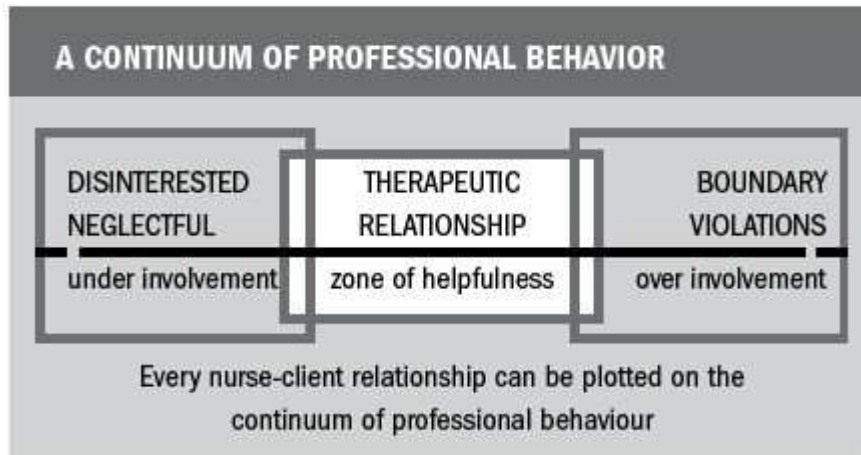 A CONTINUUM OF PROFESSIONAL BEHAVIOR
DISINTERESTED
NEGLECTFUL
under involvement
THERAPEUTIC
RELATIONSHIP
zone of helpfulness
BOUNDARY
VIOLATIONS
over involvement
Every nurse-client relationship can be plotted on the
continuum of professional behaviour